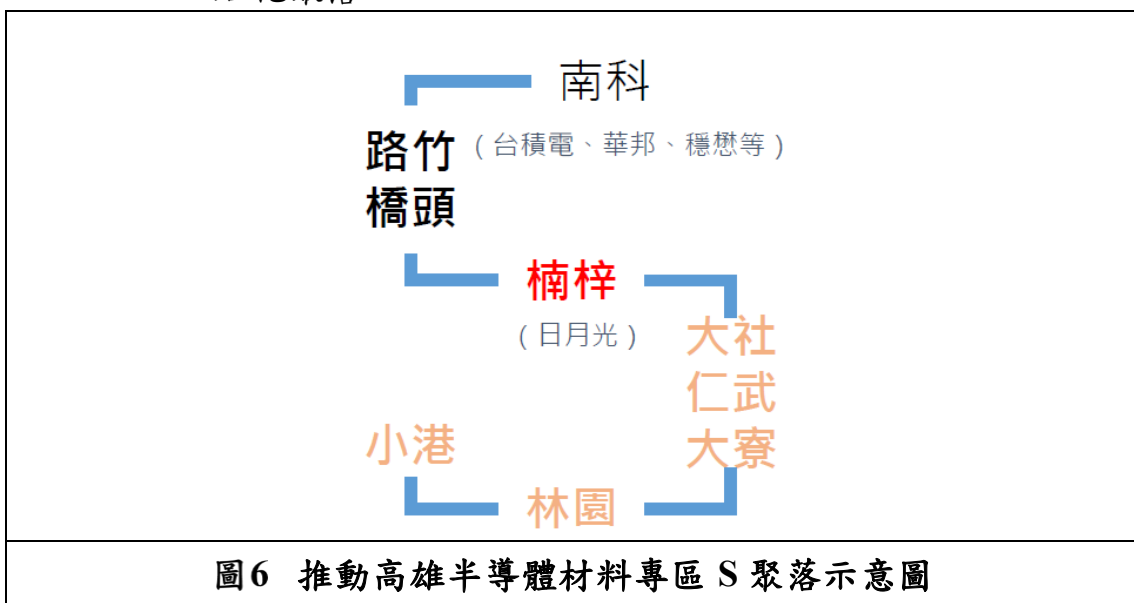 南科
路竹（台積電、華邦、穩懋等）
橋頭
楠梓
（日月光）
大社
仁武
大寮
小港
林園
圖6 推動高雄半導體材料專區 S 聚落示意圖